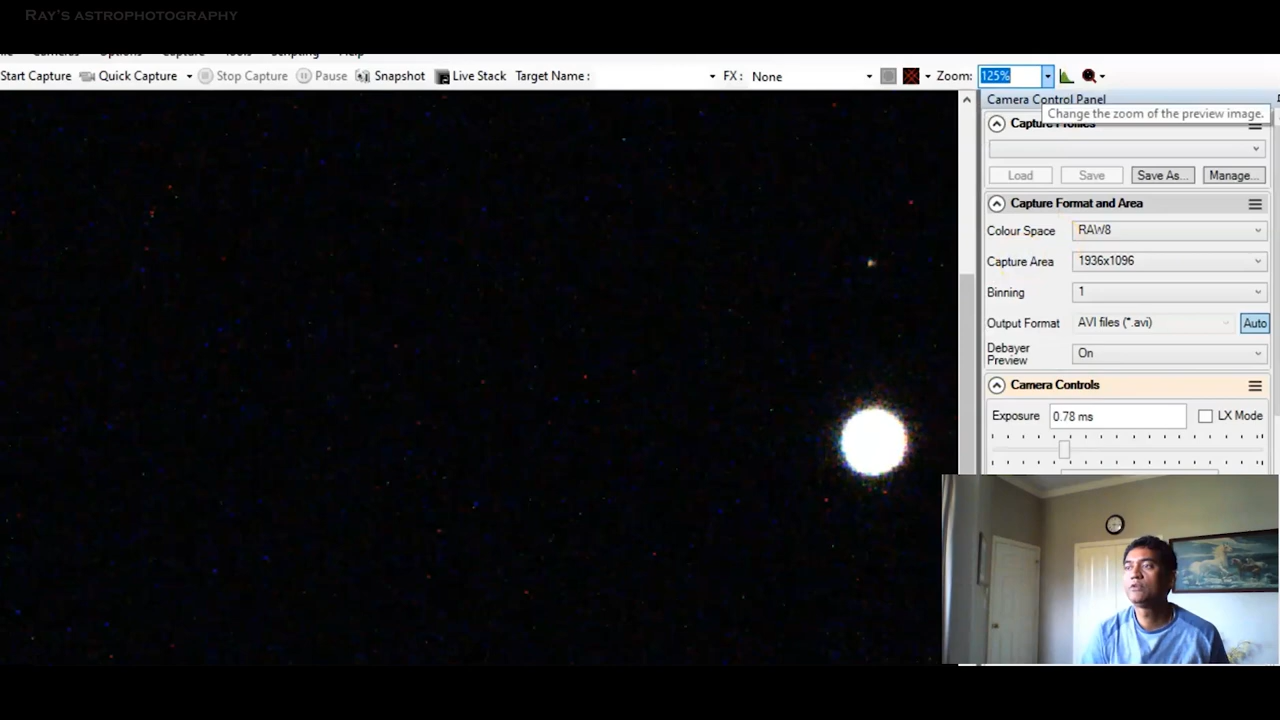 Ray's astrophotography
Start Capture Quick Capture Stop Capture Pause Snapshot Live Stack Target Name : FX : None Zoom: 125%
Camera Control Panel
Change the zoom of the preview image.
Capture Profiles
Load Save Save As... Manage...
Capture Format and Area
Colour Space RAW8
Capture Area 1936x1096
Binning 1
Output Format AVI files (*.avi) Auto
Debayer Preview On
Camera Controls
Exposure 0.78 ms LX Mode